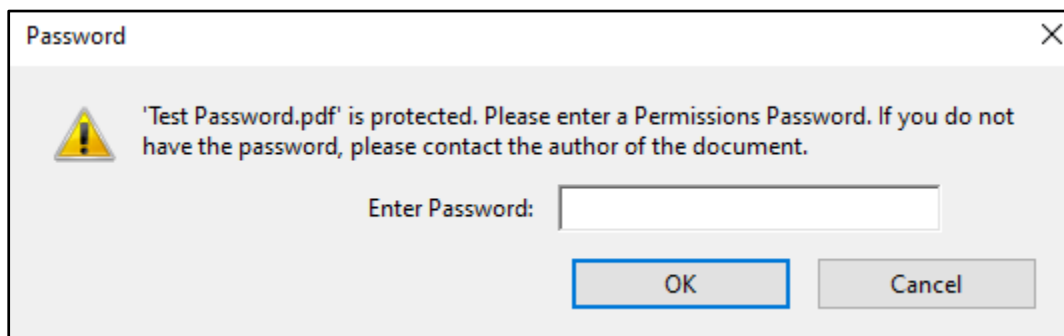 Password
'Test Password.pdf' is protected. Please enter a Permissions Password. If you do not
have the password, please contact the author of the document.
Enter Password:
OK
Cancel